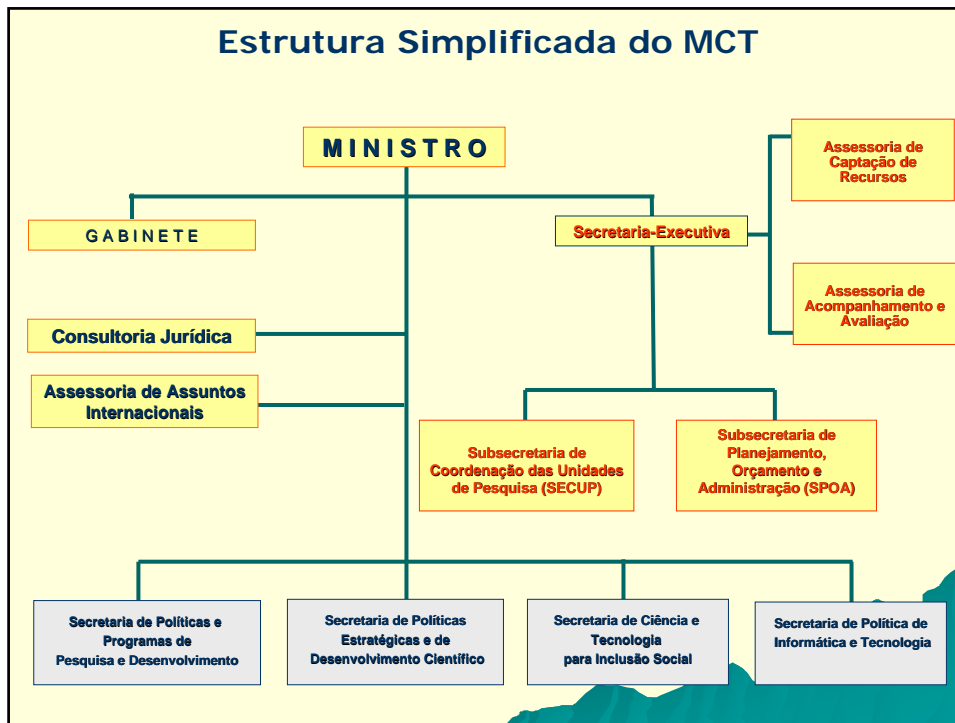 Estrutura Simplificada do MCT
M I N I S T R O
Assessoria de
Captação de
Recursos
G A B I N E T E
Secretaria-Executiva
Assessoria de
Acompanhamento e
Avaliação
Consultoria Jurídica
Assessoria de Assuntos
Internacionais
Subsecretaria de
Coordenação das Unidades
de Pesquisa (SECUP)
Subsecretaria de
Planejamento,
Orçamento e
Administração (SPOA)
Secretaria de Políticas e
Programas de
Pesquisa e Desenvolvimento
Secretaria de Políticas
Estratégicas e de
Desenvolvimento Científico
Secretaria de Ciência e
Tecnologia
para Inclusão Social
Secretaria de Política de
Informática e Tecnologia